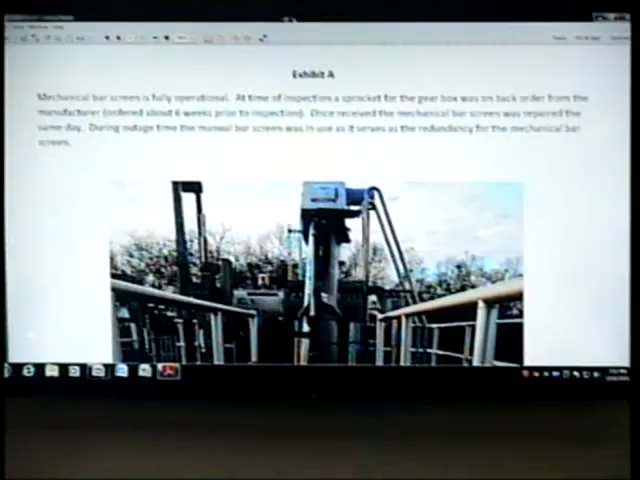 Exhibit A
Mechanical bar screen is fully operational. At time of inspection a sprocket for the gear box was on back order from the
manufacturer (ordered about 6 weeks prior to inspection). Once received the mechanical bar screens was repaired the
same day. During outage time the manual bar screen was in use as it serves as the redundancy for the mechanical bar
screen.